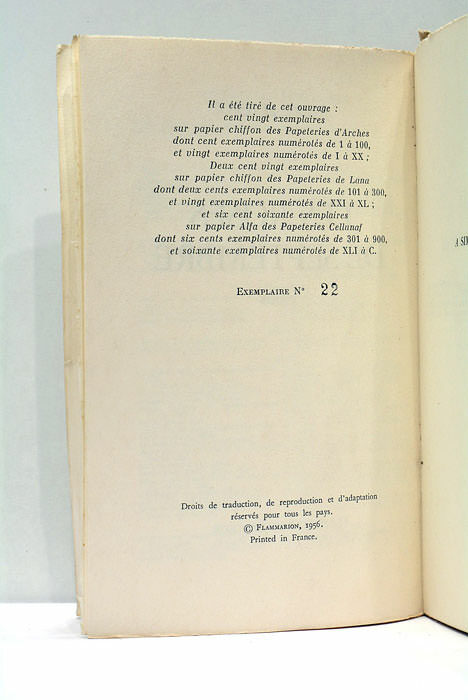 Il a été tiré de cet ouvrage :
cent vingt exemplaires
sur papier chiffon des Papeteries d'Arches
dont cent exemplaires numérotés de 1 à 100,
et vingt exemplaires numérotés de I à XX ;
Deux cent vingt exemplaires
sur papier chiffon des Papeteries de Lana
dont deux cents exemplaires numérotés de 101 à 300,
et vingt exemplaires numérotés de XXI à XL ;
et six cent soixante exemplaires
sur papier Alfa des Papeteries Cellunaf
dont six cents exemplaires numérotés de 301 à 900,
et soixante exemplaires numérotés de XLI à C.
EXEMPLAIRE N° 22
Droits de traduction, de reproduction et d'adaptation
réservés pour tous les pays.
© FLAMMARION, 1956.
Printed in France.
A